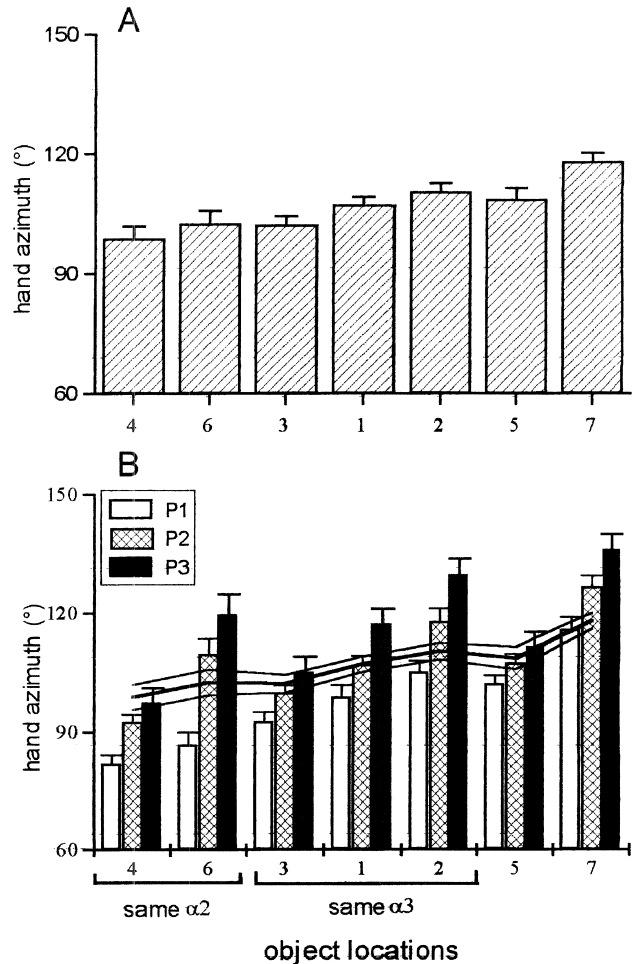 A
150
120
90
60
hand azimuth (°)
4 6 3 1 2 5 7
B
150
120
90
60
hand azimuth (°)
P1
P2
P3
4 6 3 1 2 5 7
same α2 same α3
object locations